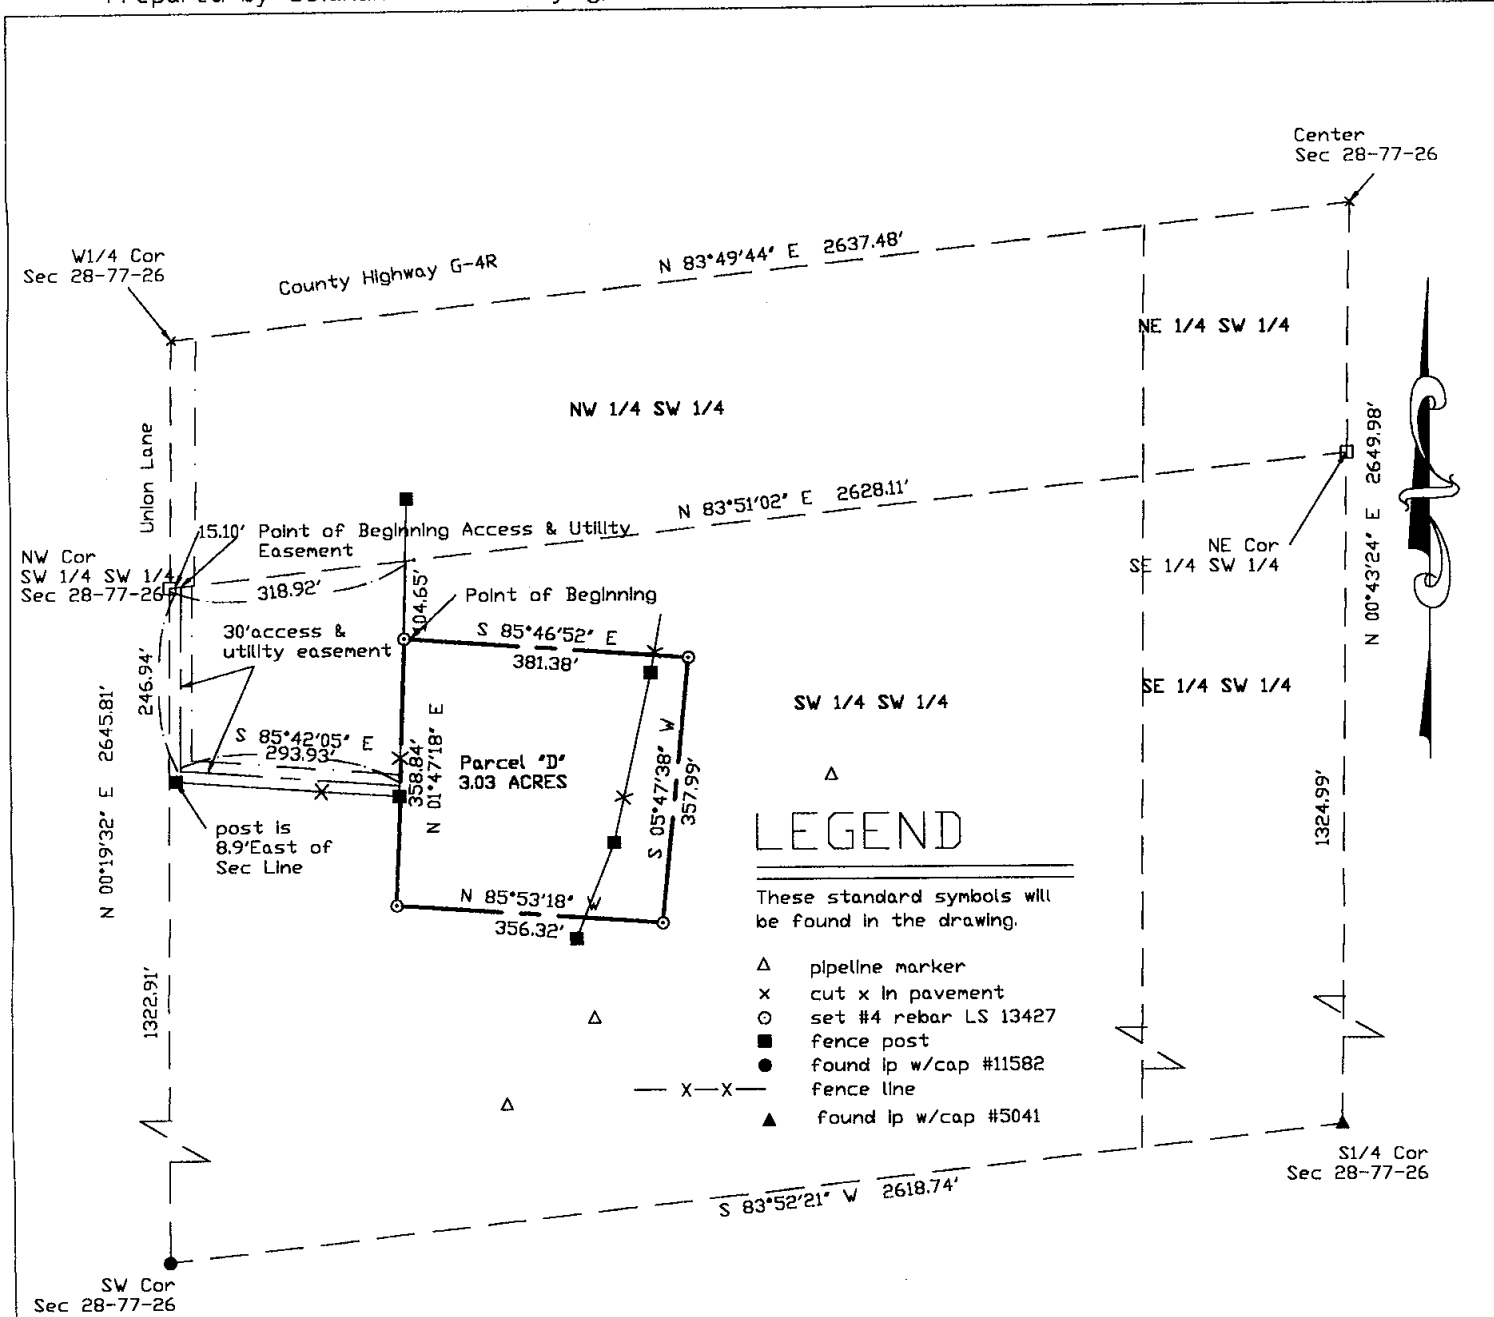 Prepared by
Center
Sec 28-77-26
W1/4 Cor
Sec 28-77-26
County Highway G-4R
N 83°49'44" E 2637.48'
NE 1/4 SW 1/4
NW 1/4 SW 1/4
Union Lane
N 00°43'24" E 2649.98'
N 83°51'02" E 2628.11'
15.10' Point of Beginning Access & Utility
Easement
NW Cor
SW 1/4 SW 1/4
Sec 28-77-26
NE Cor
SE 1/4 SW 1/4
318.92'
104.65'
Point of Beginning
30'access &
utility easement
S 85°46'52" E
381.38'
246.94'
N 00°19'32" E 2645.81'
S 85°42'05" E
293.93'
358.84'
N 01°47'18" E
Parcel "D"
3.03 ACRES
S 05°47'38" W
357.99'
SW 1/4 SW 1/4
SE 1/4 SW 1/4
post is
8.9'East of
Sec Line
N 85°53'18" W
356.32'
1324.99'
1322.91'
LEGEND
These standard symbols will
be found in the drawing.
pipeline marker
cut x in pavement
set #4 rebar LS 13427
fence post
found ip w/cap #11582
X X fence line
found ip w/cap #5041
S1/4 Cor
Sec 28-77-26
S 83°52'21" W 2618.74'
SW Cor
Sec 28-77-26